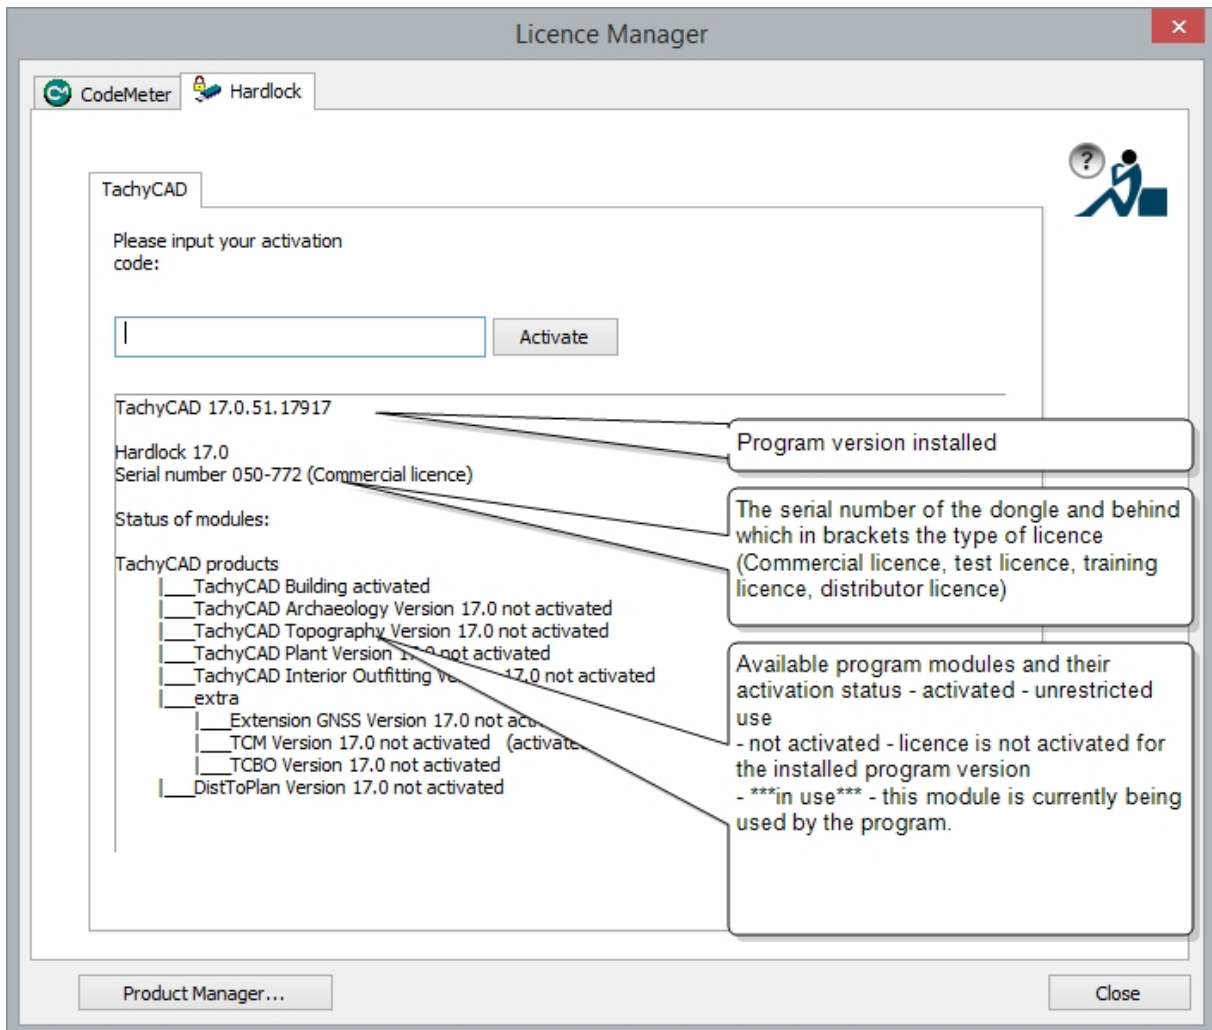 Licence Manager
CodeMeter
Hardlock
?
TachyCAD
Please input your activation
code:
Activate
TachyCAD 17.0.51.17917
Program version installed
Hardlock 17.0
Serial number 050-772 (Commercial licence)
The serial number of the dongle and behind
which in brackets the type of licence
(Commercial licence, test licence, training
licence, distributor licence)
Status of modules:
TachyCAD products
|___TachyCAD Building activated
|___TachyCAD Archaeology Version 17.0 not activated
|___TachyCAD Topography Version 17.0 not activated
|___TachyCAD Plant Version 17.0 not activated
|___TachyCAD Interior Outfitting 17.0 not activated
|___extra
|___Extension GNSS Version 17.0 not
|___TCM Version 17.0 not activated
|___TCBO Version 17.0 not activated
|___DistToPlan Version 17.0 not activated
Available program modules and their
activation status - activated - unrestricted
use
- not activated - licence is not activated for
the installed program version
- ***in use*** - this module is currently being
used by the program.
Product Manager...
Close